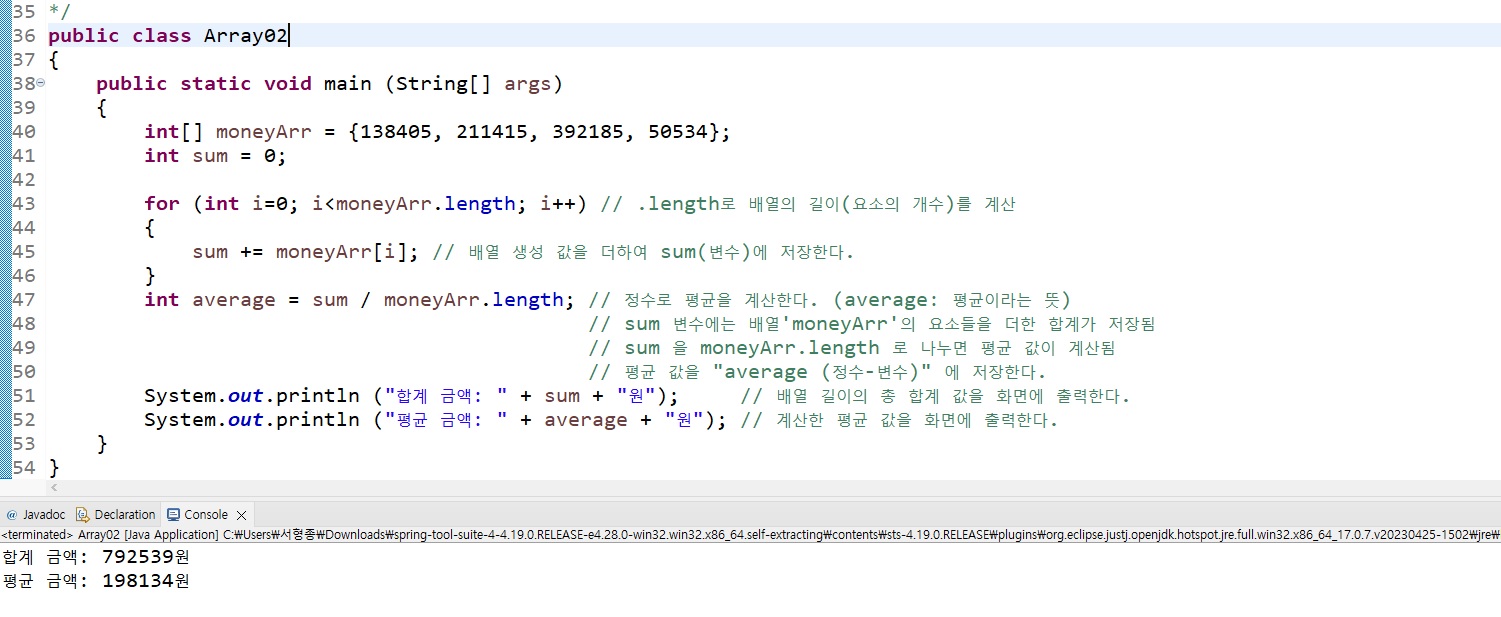 35 */
36 public class Array02
37 {
38 public static void main (String[] args)
39 {
40 int[] moneyArr = {138405, 211415, 392185, 50534};
41 int sum = 0;
42
43 for (int i=0; i<moneyArr.length; i++) // .length로 배열의 길이(요소의 개수)를 계산
44 {
45 sum += moneyArr[i]; // 배열 생성 값을 더하여 sum(변수)에 저장한다.
46 }
47 int average = sum / moneyArr.length; // 정수로 평균을 계산한다. (average: 평균이라는 뜻)
48 // sum 변수에는 배열'moneyArr'의 요소들을 더한 합계가 저장됨
49 // sum 을 moneyArr.length 로 나누면 평균 값이 계산됨
50 // 평균 값을 "average (정수-변수)" 에 저장한다.
51 System.out.println ("합계 금액: " + sum + "원"); // 배열 길이의 총 합계 값을 화면에 출력한다.
52 System.out.println ("평균 금액: " + average + "원"); // 계산한 평균 값을 화면에 출력한다.
53 }
54 }
@ Javadoc Declaration Console
<terminated> Array02 [Java Application] C:₩Users₩서형종₩Downloads₩spring-tool-suite-4-4.19.0.RELEASE-e4.28.0-win32.win32.x86_64.self-extracting₩contents₩sts-4.19.0.RELEASE₩plugins₩org.eclipse.justj.openjdk.hotspot.jre.full.win32.x86_64_17.0.7.v20230425-1502₩jre₩
합계 금액: 792539원
평균 금액: 198134원